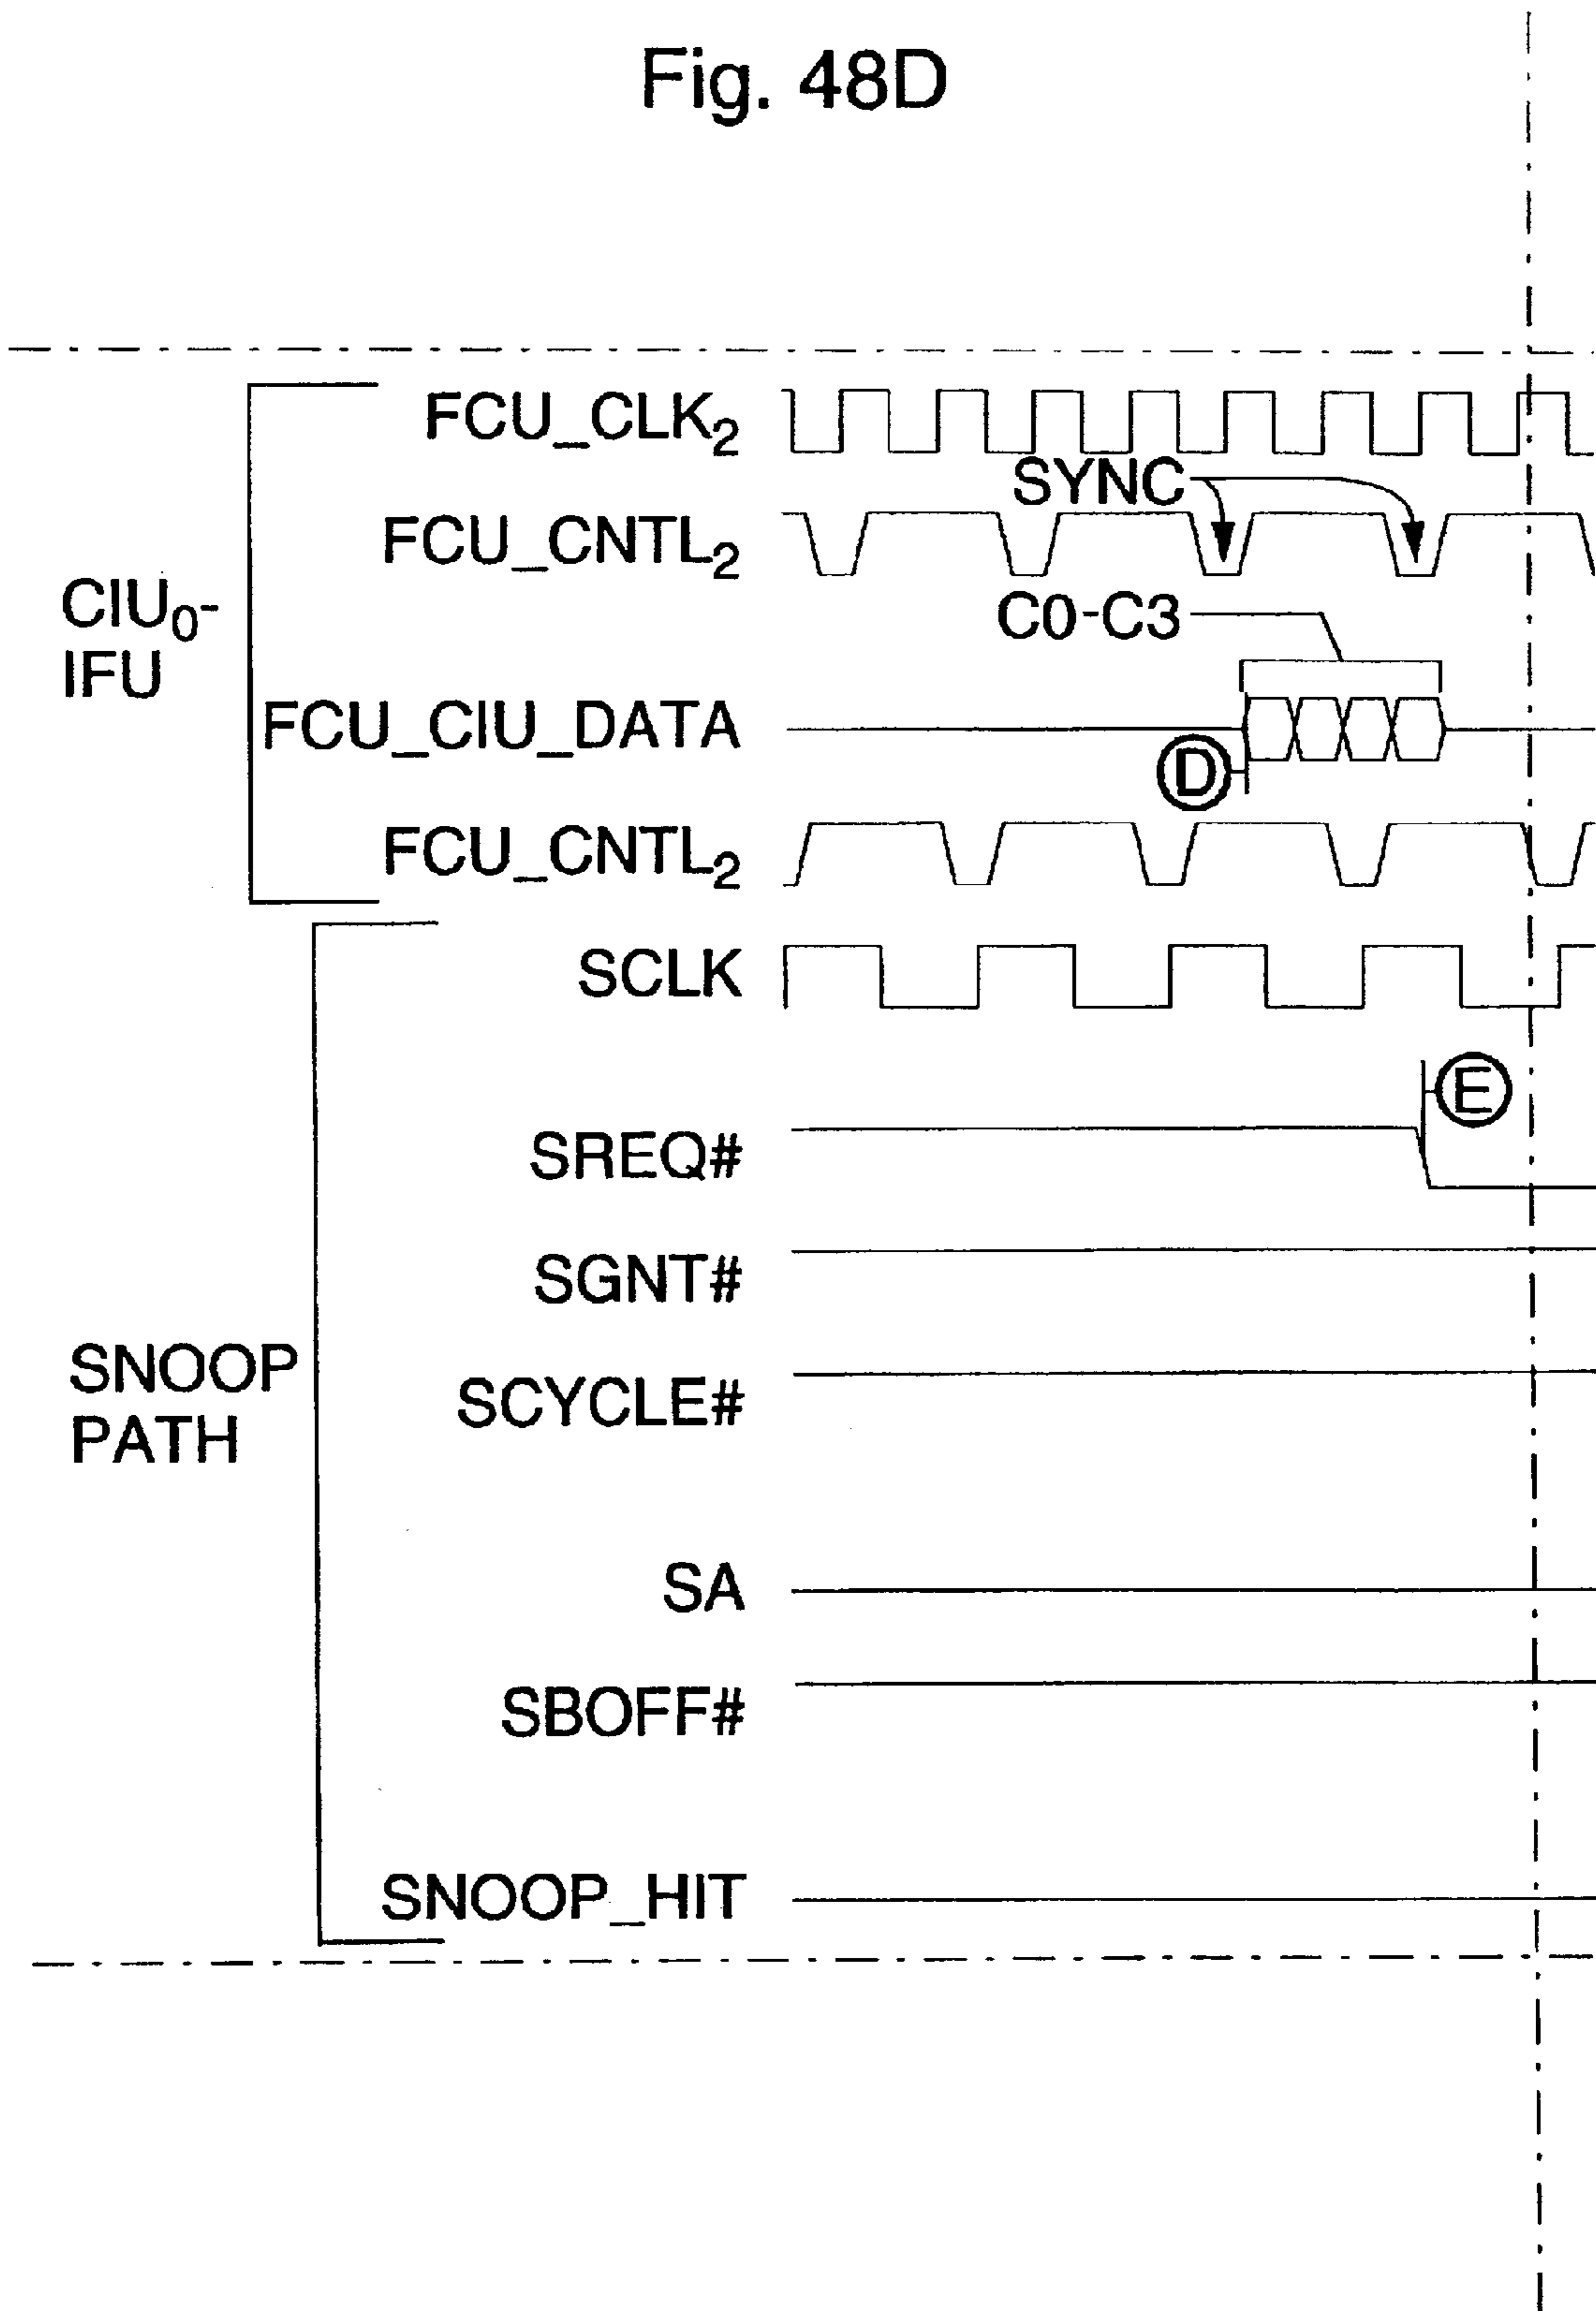 Fig. 48D
CIU₀-
IFU
FCU_CLK₂
SYNC
FCU_CNTL₂
C0-C3
FCU_CIU_DATA
D
FCU_CNTL₂
SNOOP
PATH
SCLK
E
SREQ#
SGNT#
SCYCLE#
SA
SBOFF#
SNOOP_HIT